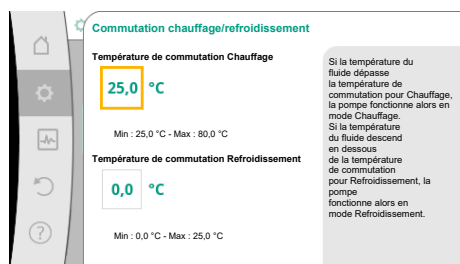 Commutation chauffage/refroidissement
Température de commutation Chauffage
25,0 °C
Min : 25,0 °C - Max : 80,0 °C
Température de commutation Refroidissement
0,0 °C
Min : 0,0 °C - Max : 25,0 °C
Si la température du
fluide dépasse
la température de
commutation pour Chauffage,
la pompe fonctionne alors en
mode Chauffage.
Si la température
du fluide descend
en dessous
de la température
de commutation
pour Refroidissement, la
pompe
fonctionne alors en
mode Refroidissement.